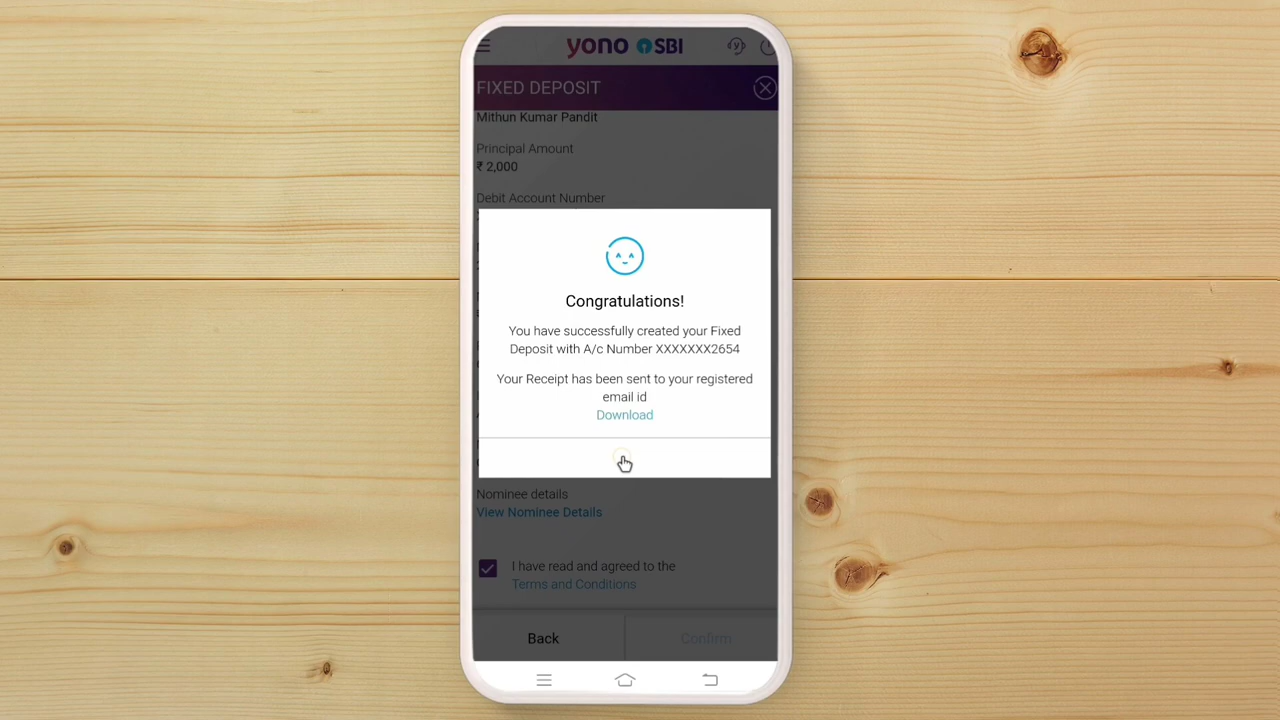 yono SBI
FIXED DEPOSIT
Mithun Kumar Pandit
Principal Amount
₹ 2,000
Debit Account Number
Congratulations!
You have successfully created your Fixed
Deposit with A/c Number XXXXXXX2654
Your Receipt has been sent to your registered
email id
Download
Nominee details
View Nominee Details
I have read and agreed to the
Terms and Conditions
Back Confirm